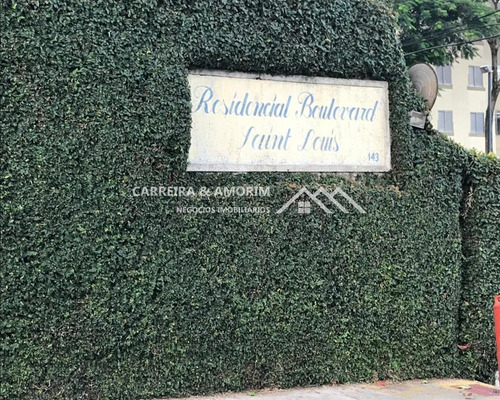 Residencial Boulevard
Saint Louis
143
CARREIRA & AMORIM
NEGÓCIOS IMOBILIÁRIOS